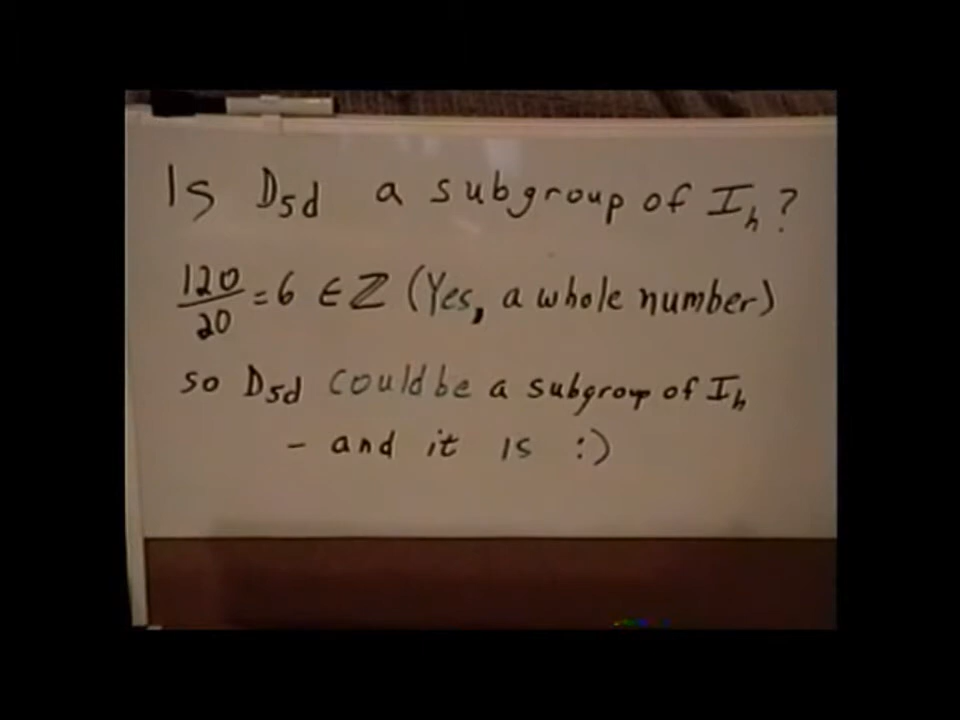 Is D₅d a subgroup of Iₕ?
120/20 = 6 ∈ ℤ (Yes, a whole number)
so D₅d could be a subgroup of Iₕ
- and it is :)